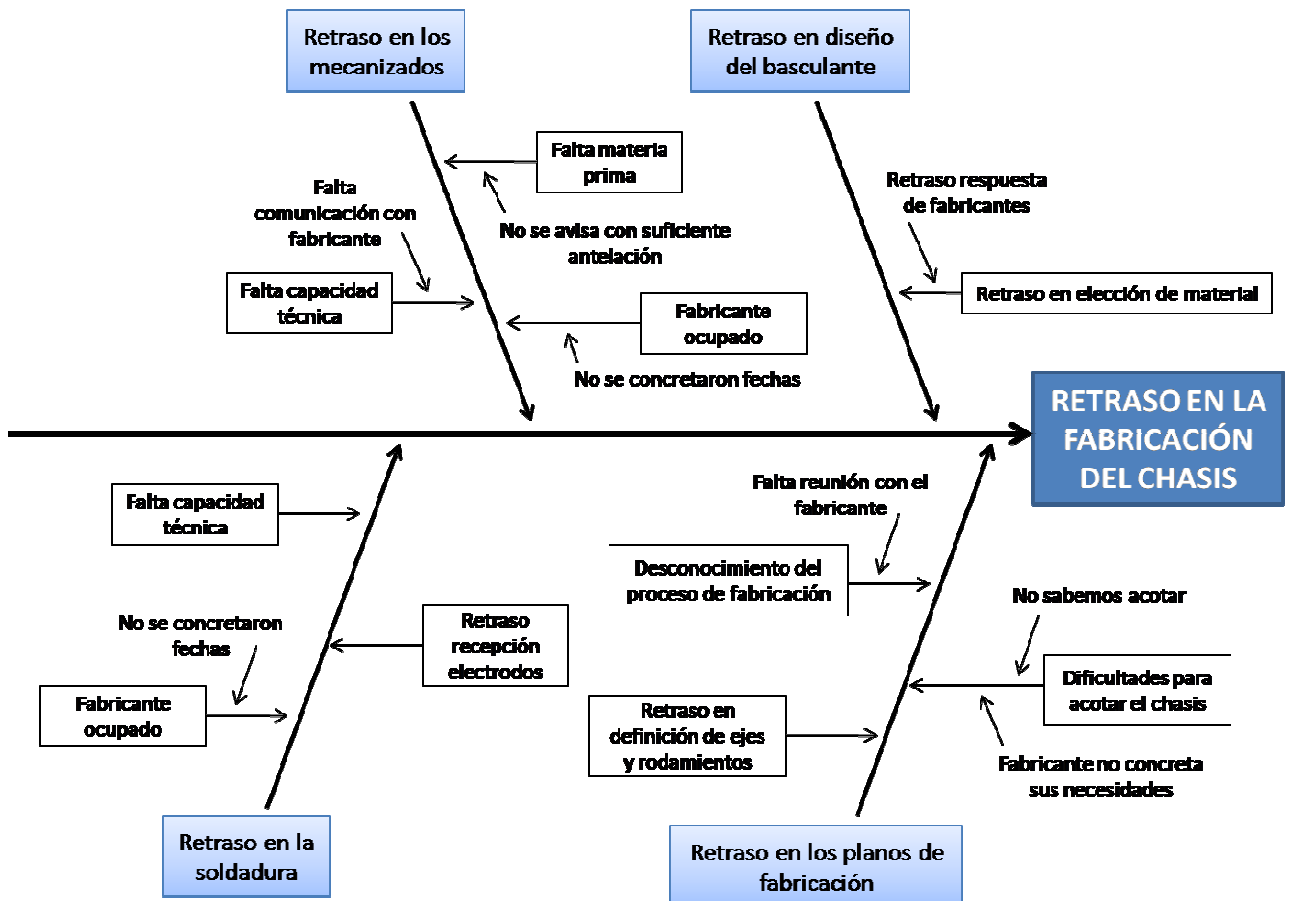 Retraso en los
mecanizados
Retraso en diseño
del basculante
Falta materia
prima
Falta
comunicación con
fabricante
No se avisa con suficiente
antelación
Retraso respuesta
de fabricantes
Falta capacidad
técnica
Fabricante
ocupado
Retraso en elección de material
No se concretaron fechas
RETRASO EN LA
FABRICACIÓN
DEL CHASIS
Falta capacidad
técnica
Falta reunión con el
fabricante
Desconocimiento del
proceso de fabricación
No sabemos acotar
No se concretaron
fechas
Retraso
recepción
electrodos
Fabricante
ocupado
Dificultades para
acotar el chasis
Retraso en
definición de ejes
y rodamientos
Fabricante no concreta
sus necesidades
Retraso en la
soldadura
Retraso en los planos de
fabricación